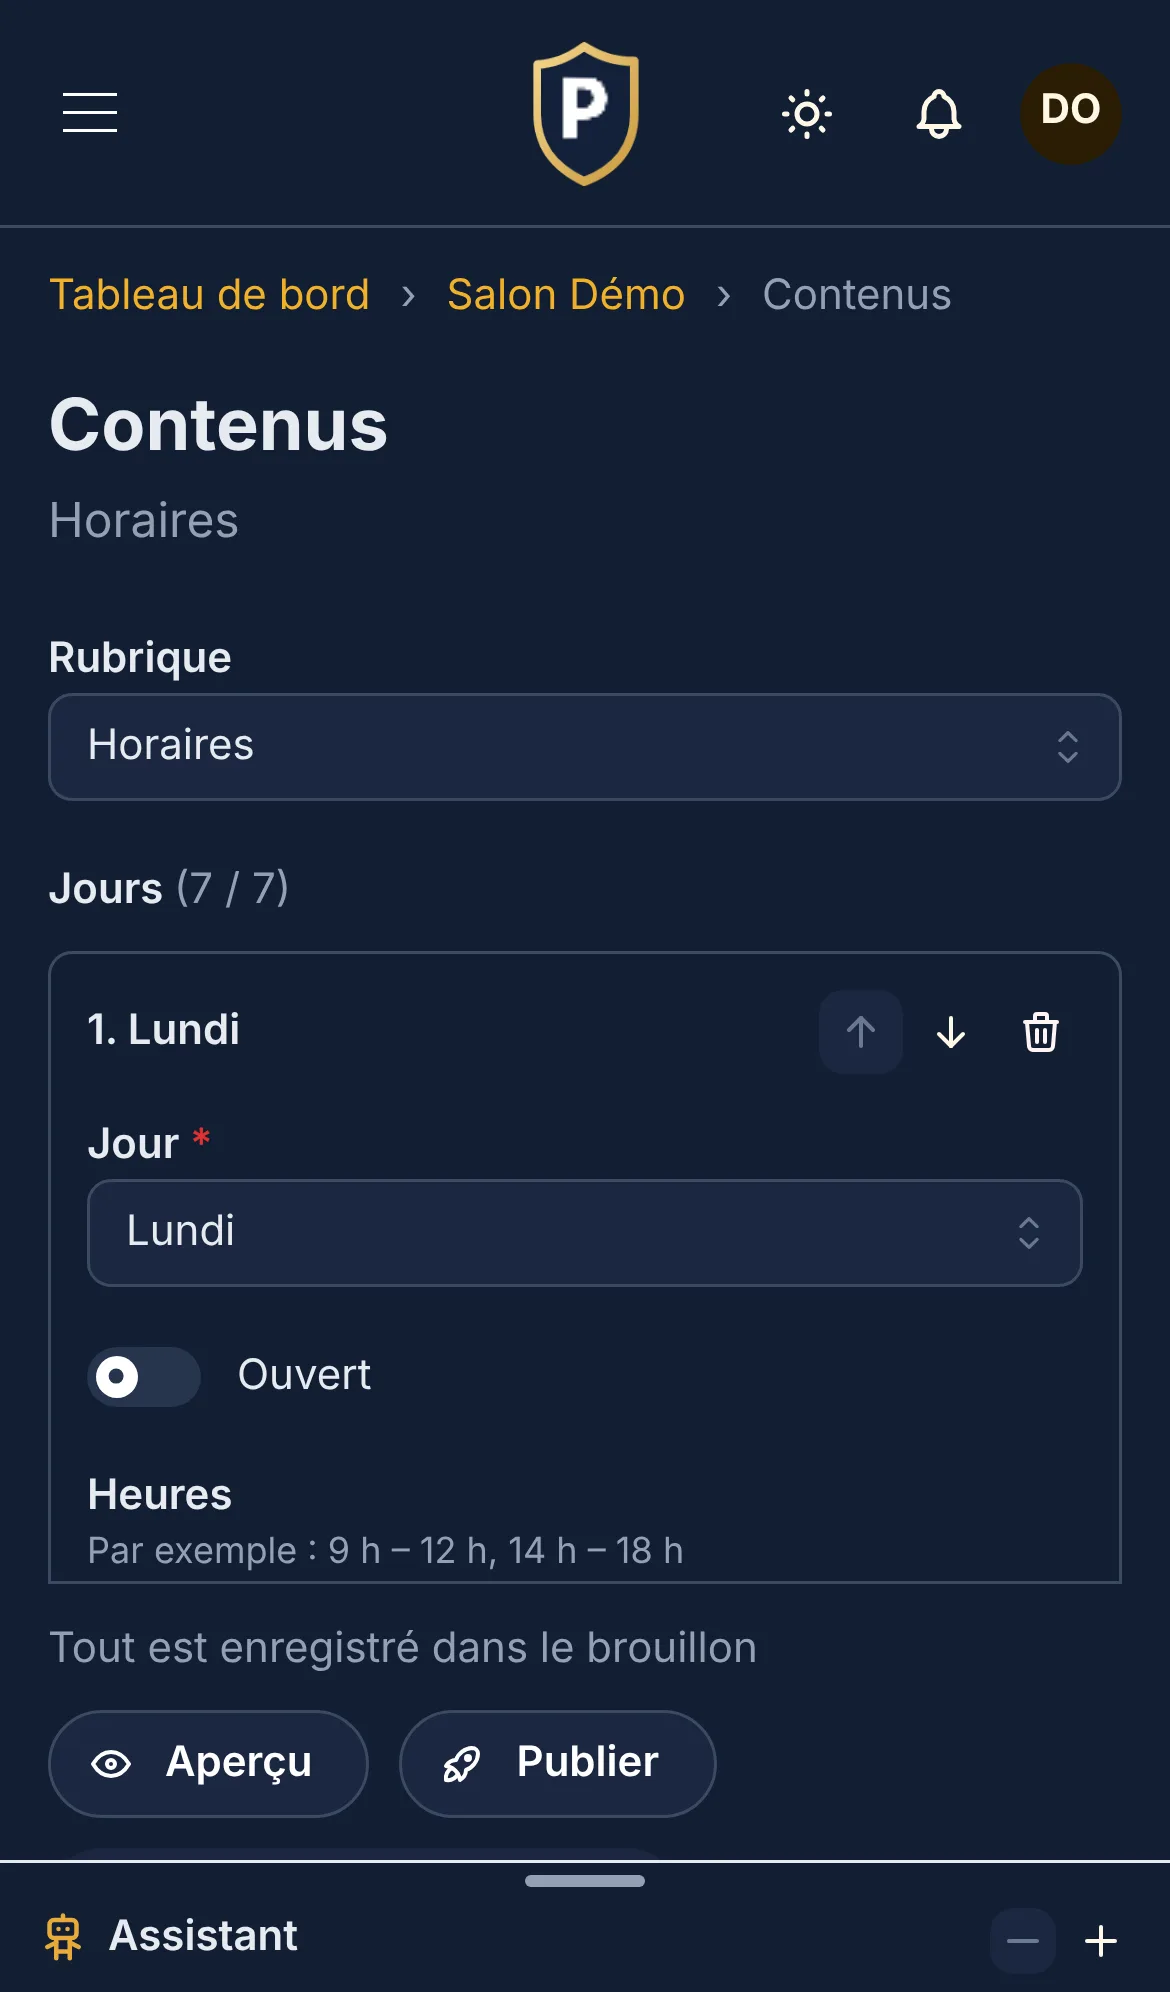 P
DO
Tableau de bord › Salon Démo › Contenus
Contenus
Horaires
Rubrique
Horaires
Jours (7 / 7)
1. Lundi
Jour *
Lundi
Ouvert
Heures
Par exemple : 9 h – 12 h, 14 h – 18 h
Tout est enregistré dans le brouillon
Aperçu Publier
Assistant